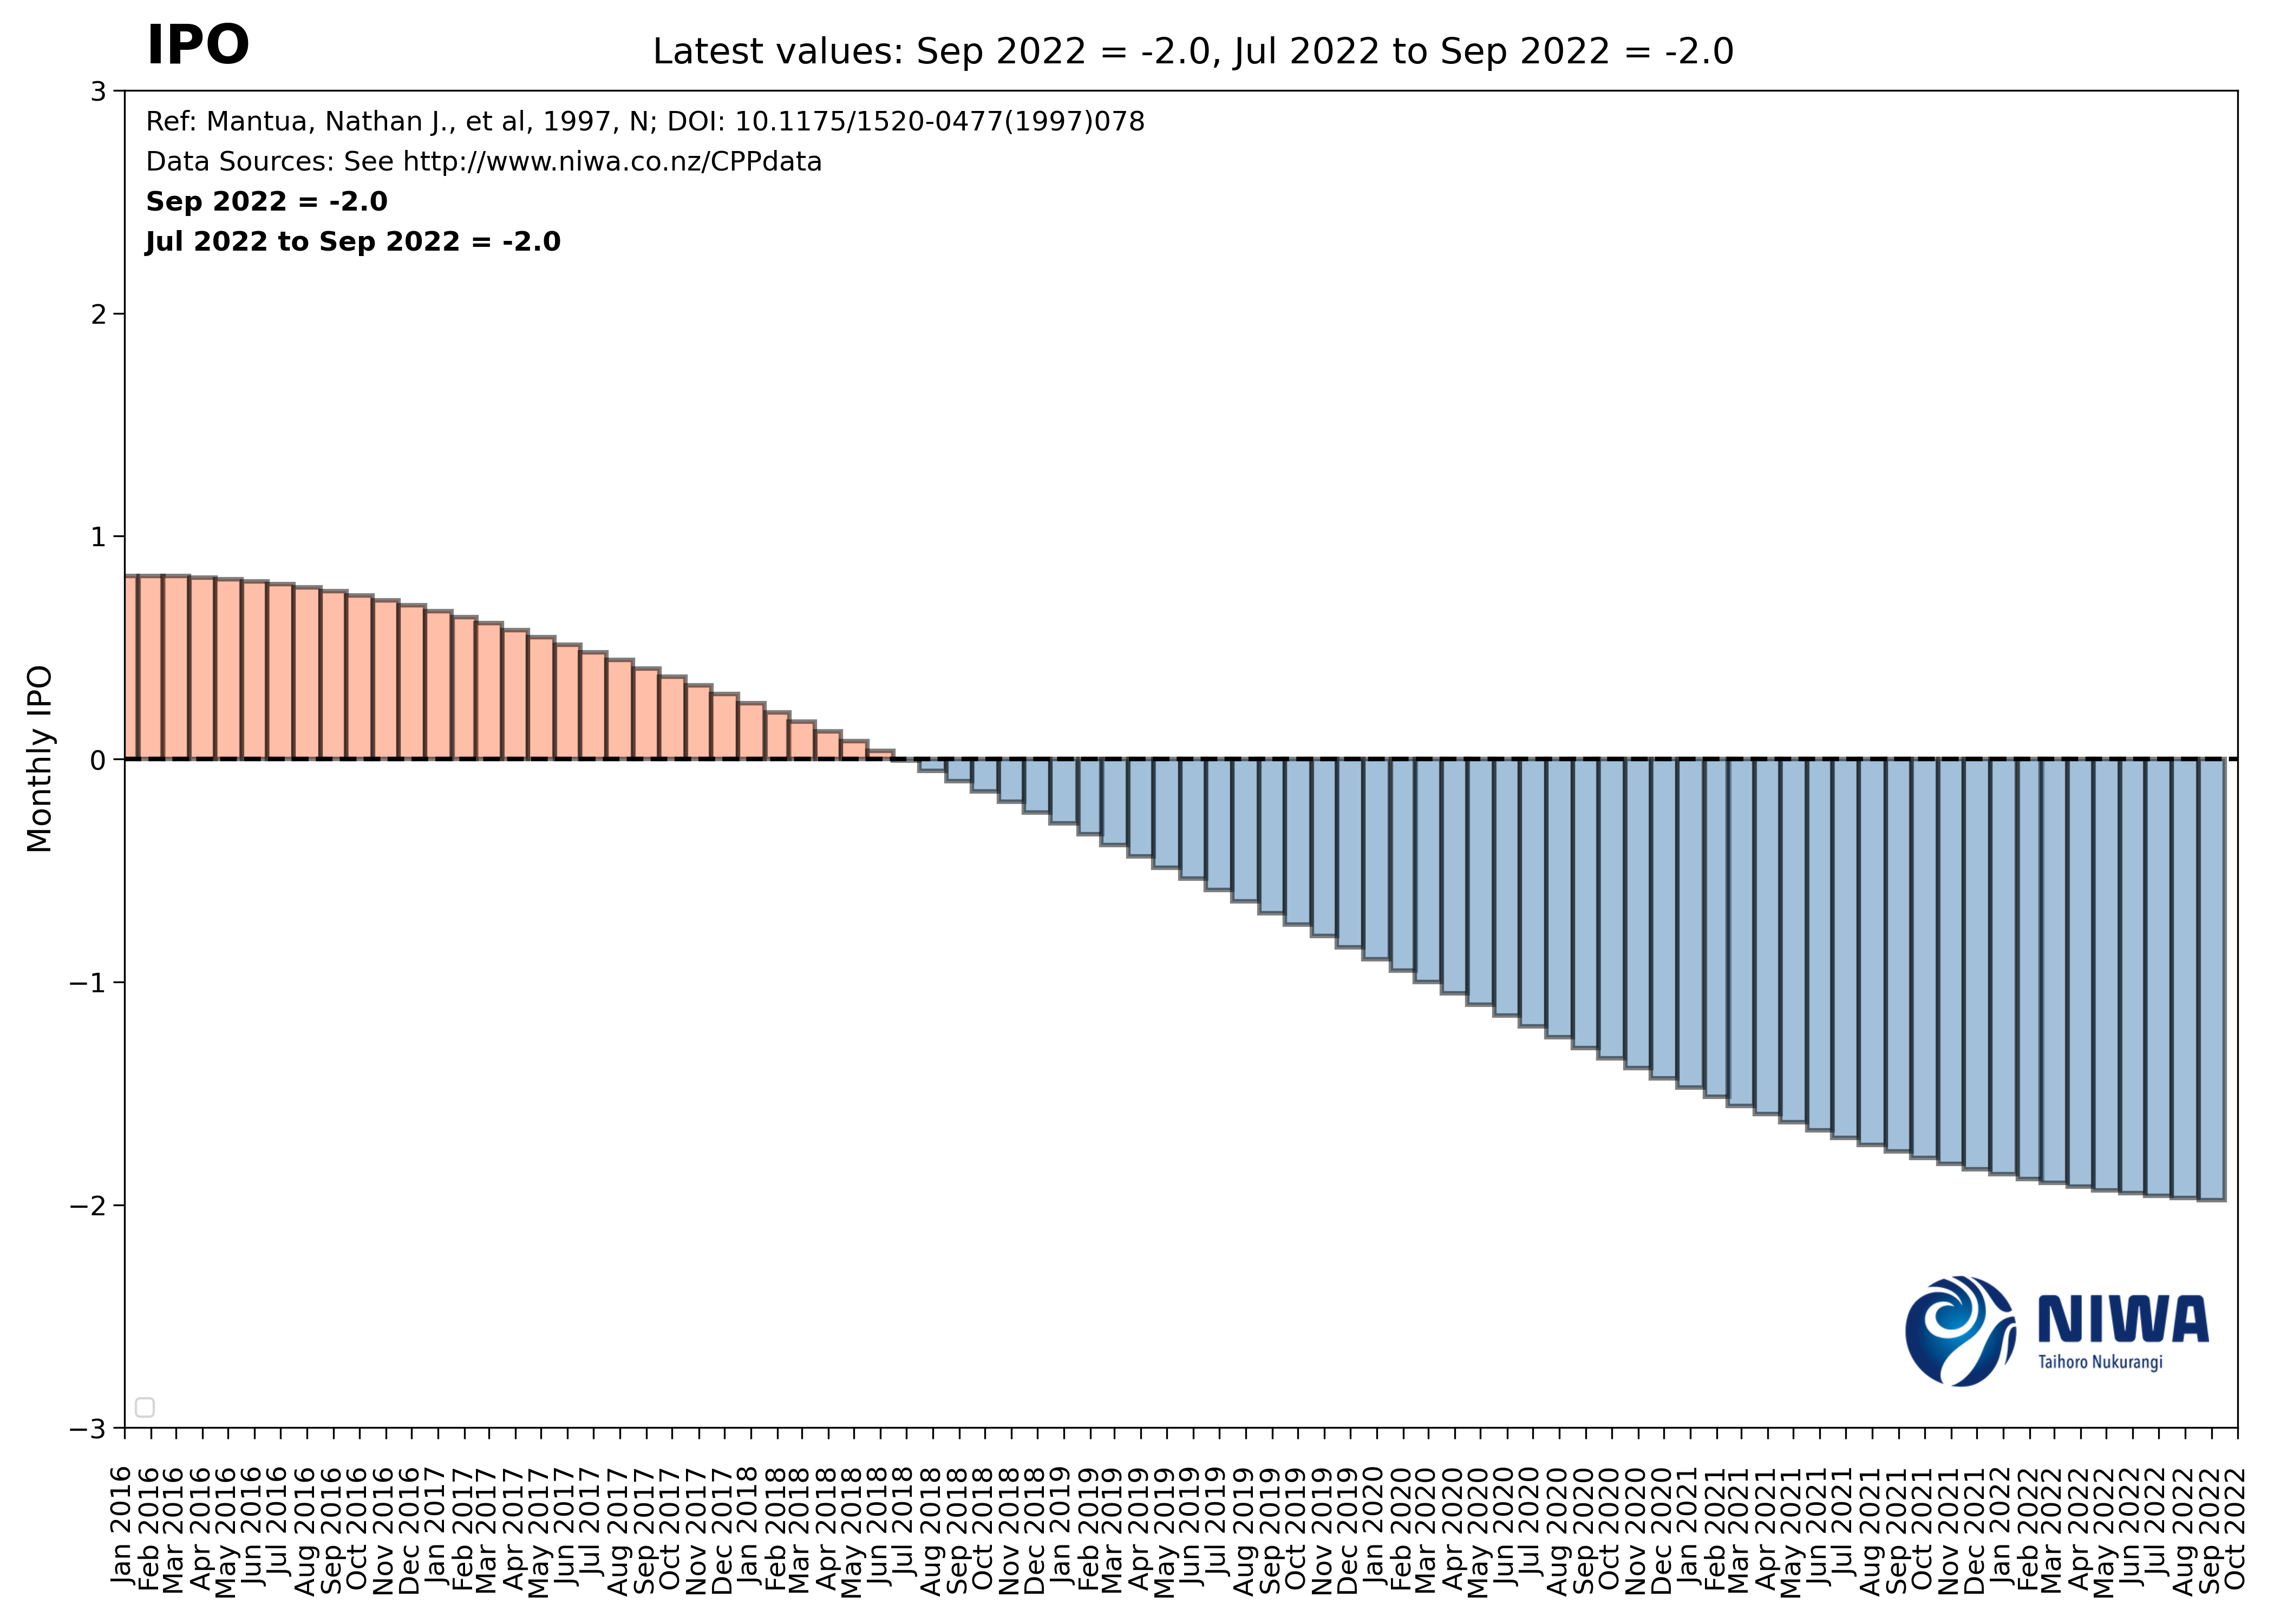 IPO
Latest values: Sep 2022 = -2.0, Jul 2022 to Sep 2022 = -2.0
Ref: Mantua, Nathan J., et al, 1997, N; DOI: 10.1175/1520-0477(1997)078
Data Sources: See http://www.niwa.co.nz/CPPdata
Sep 2022 = -2.0
Jul 2022 to Sep 2022 = -2.0
Monthly IPO
3
2
1
0
−1
−2
−3
NIWA
Taihoro Nukurangi
Jan 2016
Feb 2016
Mar 2016
Apr 2016
May 2016
Jun 2016
Jul 2016
Aug 2016
Sep 2016
Oct 2016
Nov 2016
Dec 2016
Jan 2017
Feb 2017
Mar 2017
Apr 2017
May 2017
Jun 2017
Jul 2017
Aug 2017
Sep 2017
Oct 2017
Nov 2017
Dec 2017
Jan 2018
Feb 2018
Mar 2018
Apr 2018
May 2018
Jun 2018
Jul 2018
Aug 2018
Sep 2018
Oct 2018
Nov 2018
Dec 2018
Jan 2019
Feb 2019
Mar 2019
Apr 2019
May 2019
Jun 2019
Jul 2019
Aug 2019
Sep 2019
Oct 2019
Nov 2019
Dec 2019
Jan 2020
Feb 2020
Mar 2020
Apr 2020
May 2020
Jun 2020
Jul 2020
Aug 2020
Sep 2020
Oct 2020
Nov 2020
Dec 2020
Jan 2021
Feb 2021
Mar 2021
Apr 2021
May 2021
Jun 2021
Jul 2021
Aug 2021
Sep 2021
Oct 2021
Nov 2021
Dec 2021
Jan 2022
Feb 2022
Mar 2022
Apr 2022
May 2022
Jun 2022
Jul 2022
Aug 2022
Sep 2022
Oct 2022